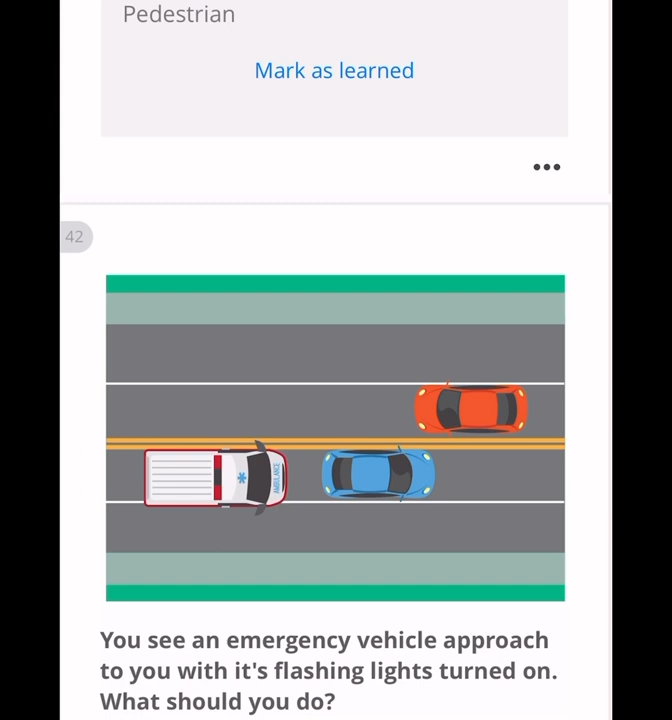 Pedestrian
Mark as learned
42
AMBULANCE
You see an emergency vehicle approach
to you with it's flashing lights turned on.
What should you do?